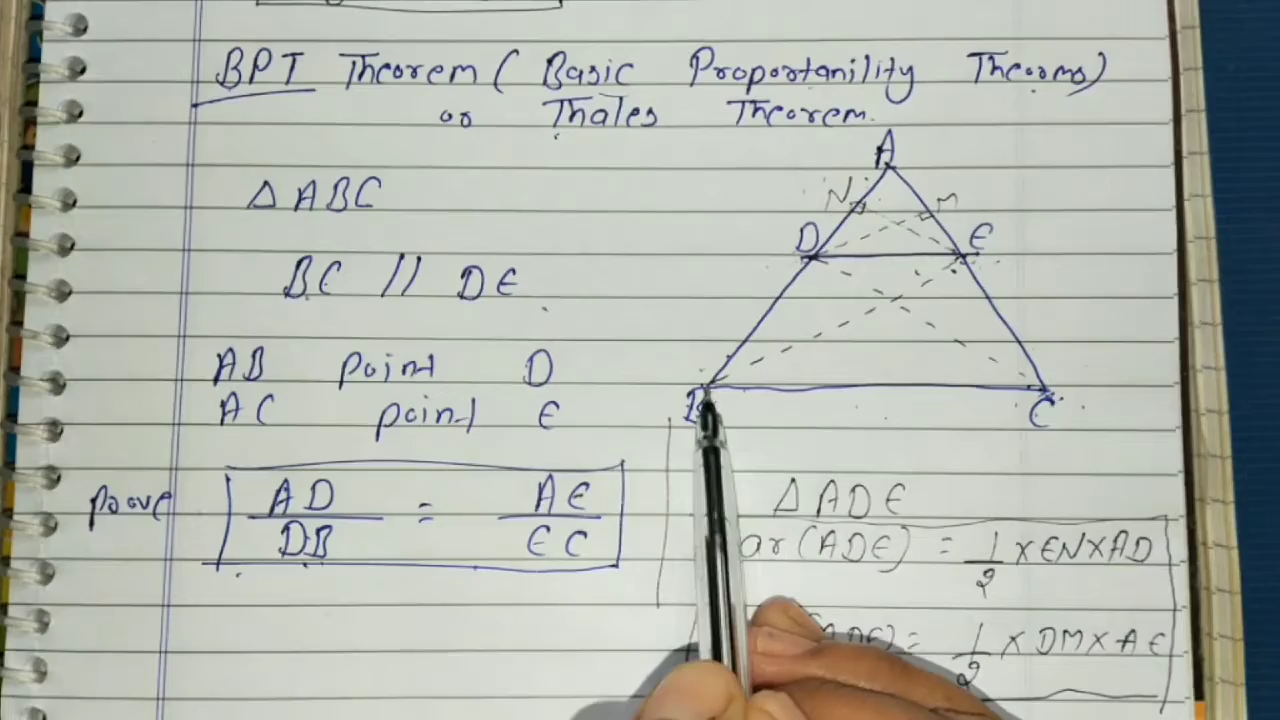 BPT Theorem ( Basic Proportanility Theorms)
or Thales Theorem.
A
Δ ABC
N M
D E
BC // DE
AB point D
AC point E
B C
Prove AD/DB = AE/EC
Δ ADE
ar(ADE) = 1/2 × EN × AD
= 1/2 × DM × AE